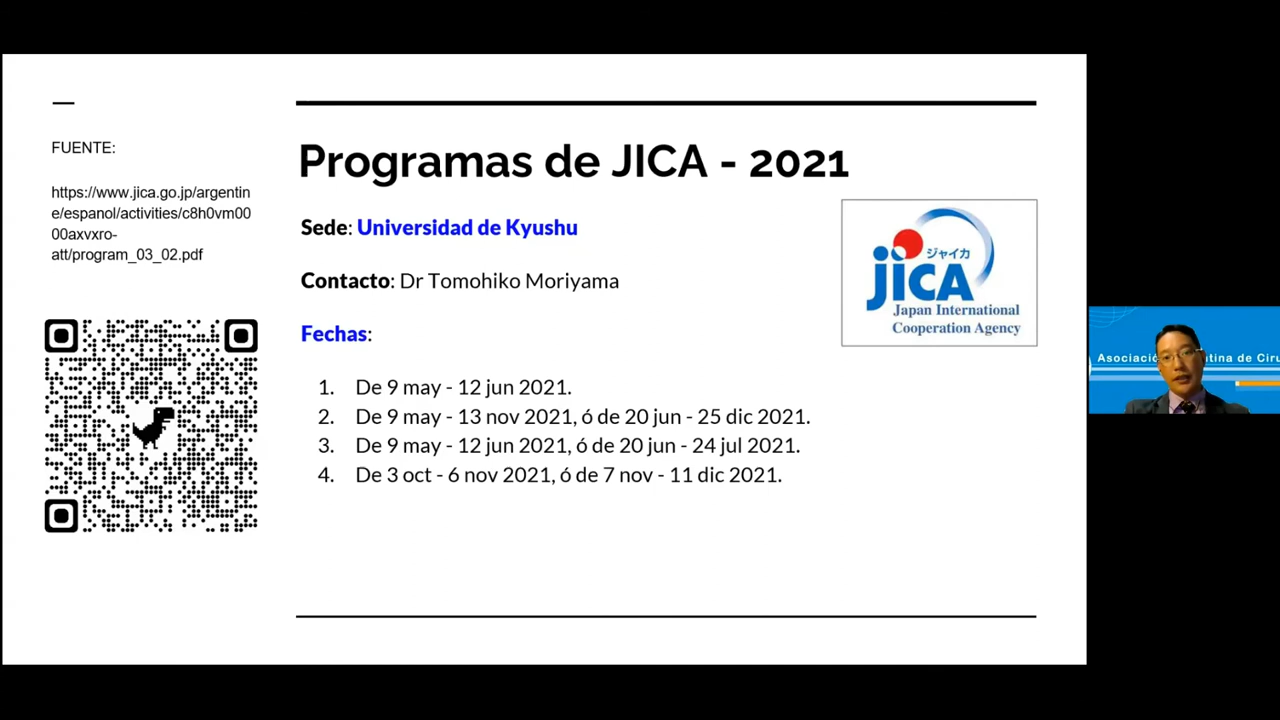 FUENTE:
https://www.jica.go.jp/argentin
e/espanol/activities/c8h0vm00
00axvxro-
att/program_03_02.pdf
Programas de JICA - 2021
Sede: Universidad de Kyushu
Contacto: Dr Tomohiko Moriyama
Fechas:
1. De 9 may - 12 jun 2021.
2. De 9 may - 13 nov 2021, ó de 20 jun - 25 dic 2021.
3. De 9 may - 12 jun 2021, ó de 20 jun - 24 jul 2021.
4. De 3 oct - 6 nov 2021, ó de 7 nov - 11 dic 2021.
ジャイカ
jICA
Japan International
Cooperation Agency
Asociació tina de Ciru